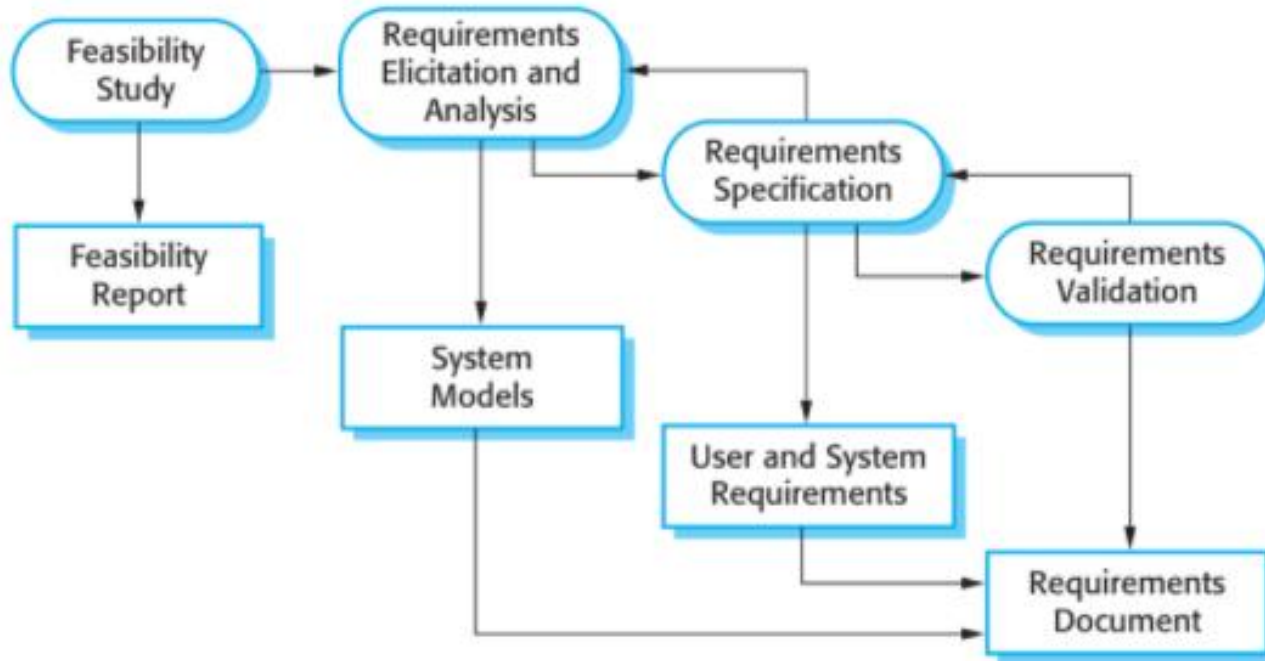 Feasibility
Study
Requirements
Elicitation and
Analysis
Requirements
Specification
Requirements
Validation
Feasibility
Report
System
Models
User and System
Requirements
Requirements
Document